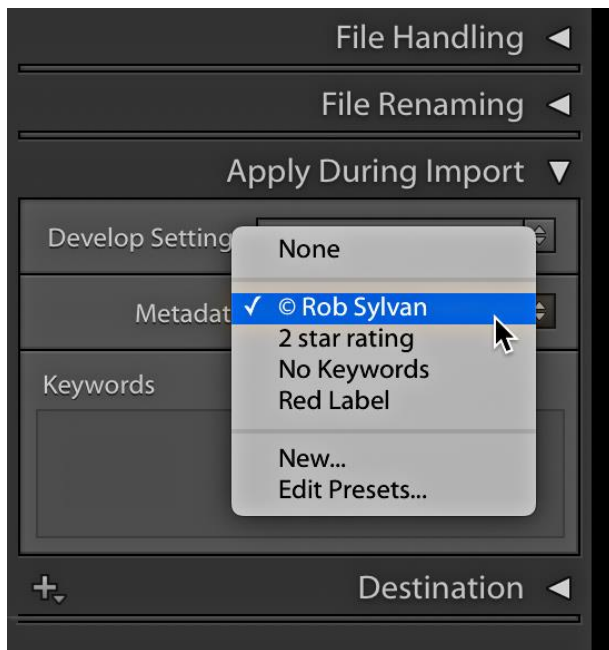 File Handling
File Renaming
Apply During Import
Develop Setting
None
Metadat
✓ © Rob Sylvan
2 star rating
No Keywords
Keywords
Red Label
New...
Edit Presets...
Destination